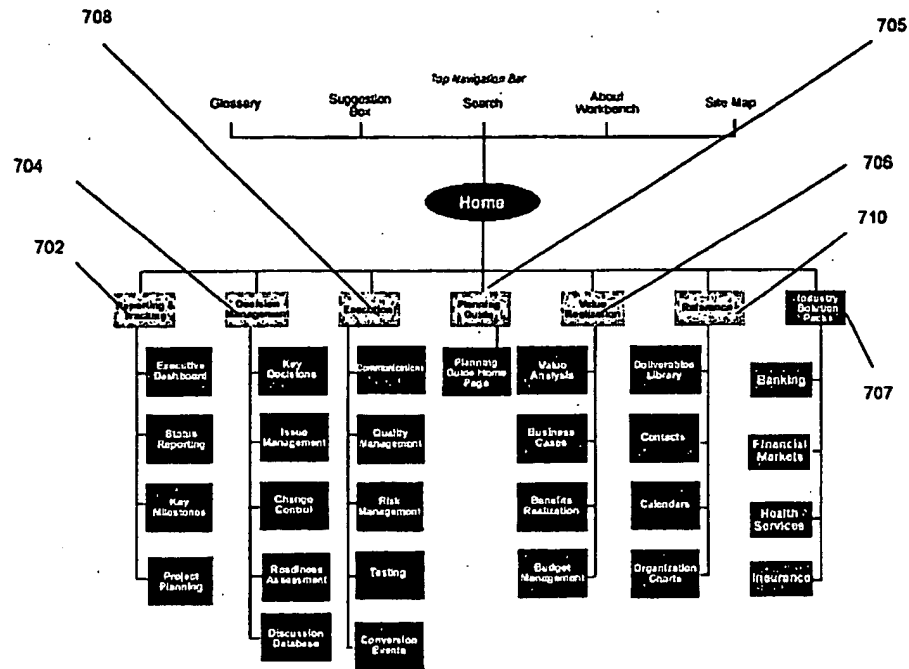 708
705
Top Navigation Bar
Glossary
Suggestion
Box
Search
About
Workbench
Site Map
704
706
Home
702
710
Reporting &
Tracking
Decision
Management
Execution
Planning
Guide
Value
Realization
Reference
Industry
Solution
Packs
707
Executive
Dashboard
Key
Decisions
Communications
Planning
Guide Home
Page
Value
Analysis
Deliverables
Library
Banking
Status
Reporting
Issue
Management
Quality
Management
Business
Cases
Contacts
Financial
Markets
Key
Milestones
Change
Control
Risk
Management
Benefits
Realization
Calendars
Health
Services
Project
Planning
Readiness
Assessment
Testing
Budget
Management
Organization
Charts
Insurance
Discussion
Database
Conversion
Events